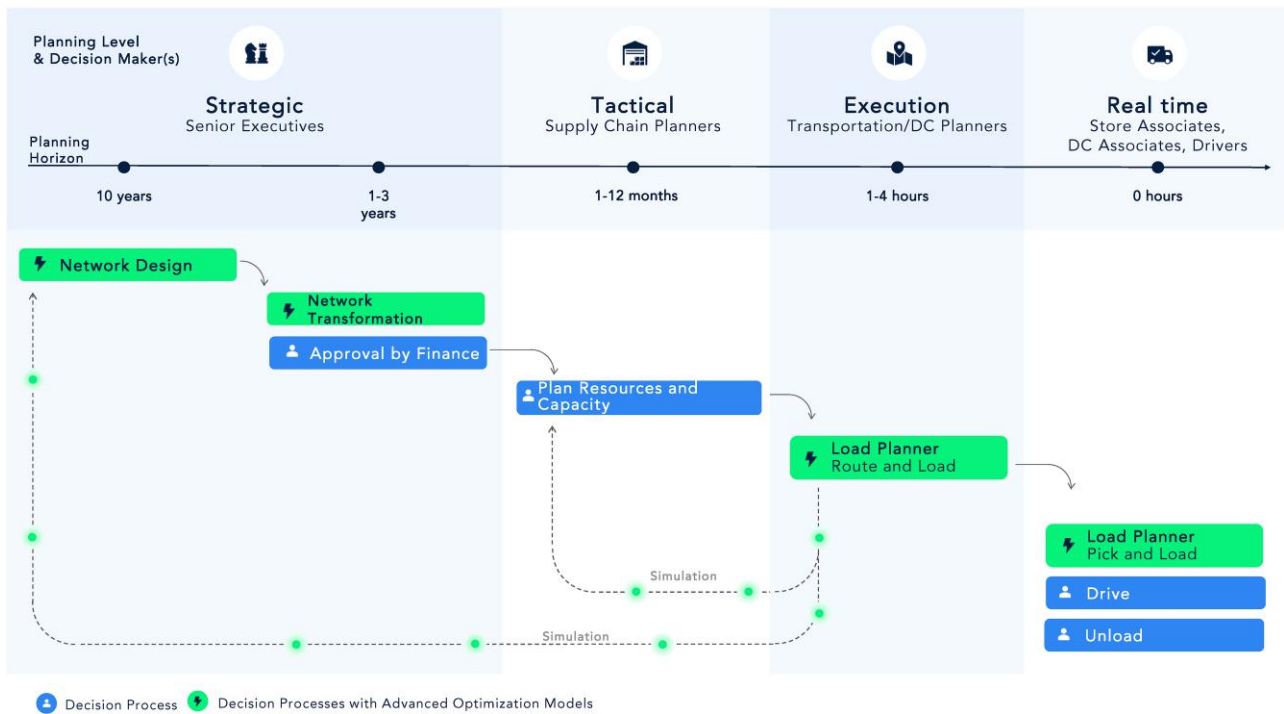 Planning Level
& Decision Maker(s)
Strategic
Senior Executives
Tactical
Supply Chain Planners
Execution
Transportation/DC Planners
Real time
Store Associates,
DC Associates, Drivers
Planning
Horizon
10 years
1-3
years
1-12 months
1-4 hours
0 hours
Network Design
Network
Transformation
Approval by Finance
Plan Resources and
Capacity
Load Planner
Route and Load
Load Planner
Pick and Load
Drive
Unload
Simulation
Simulation
Decision Process
Decision Processes with Advanced Optimization Models